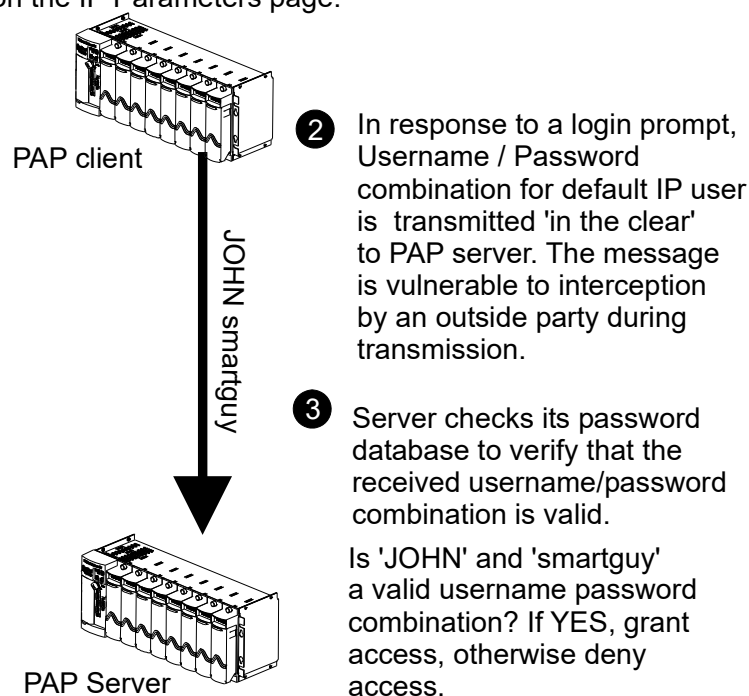 on the IP 1 Parameters page.
PAP client
2 In response to a login prompt,
Username / Password
combination for default IP user
is transmitted 'in the clear'
to PAP server. The message
is vulnerable to interception
by an outside party during
transmission.
JOHN smartguy
3 Server checks its password
database to verify that the
received username/password
combination is valid.
Is 'JOHN' and 'smartguy'
a valid username password
combination? If YES, grant
access, otherwise deny
access.
PAP Server